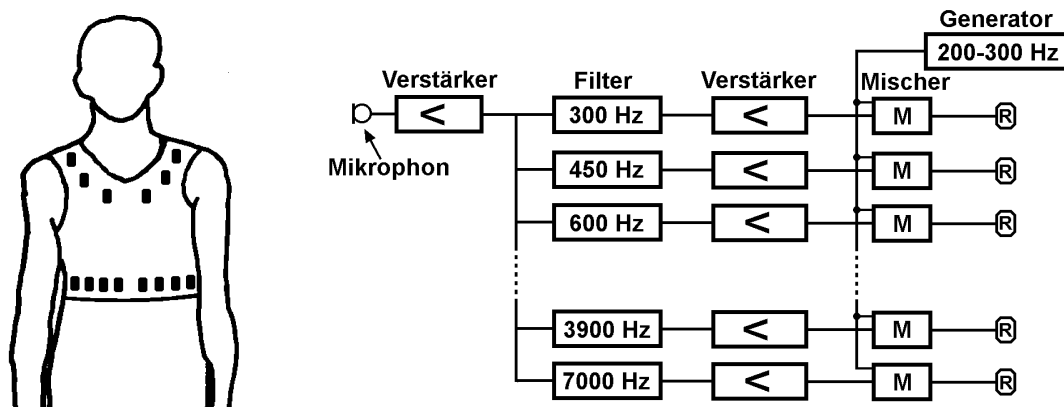 Generator
200-300 Hz
Verstärker Filter Verstärker Mischer
< 300 Hz < M R
Mikrophon
450 Hz < M R
600 Hz < M R
3900 Hz < M R
7000 Hz < M R